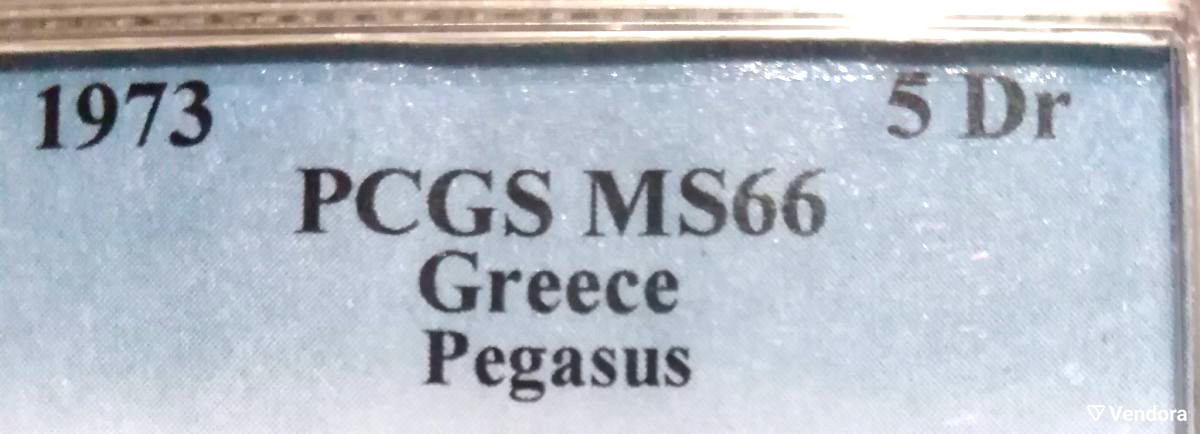 1973 5 Dr
PCGS MS66
Greece
Pegasus
Vendora